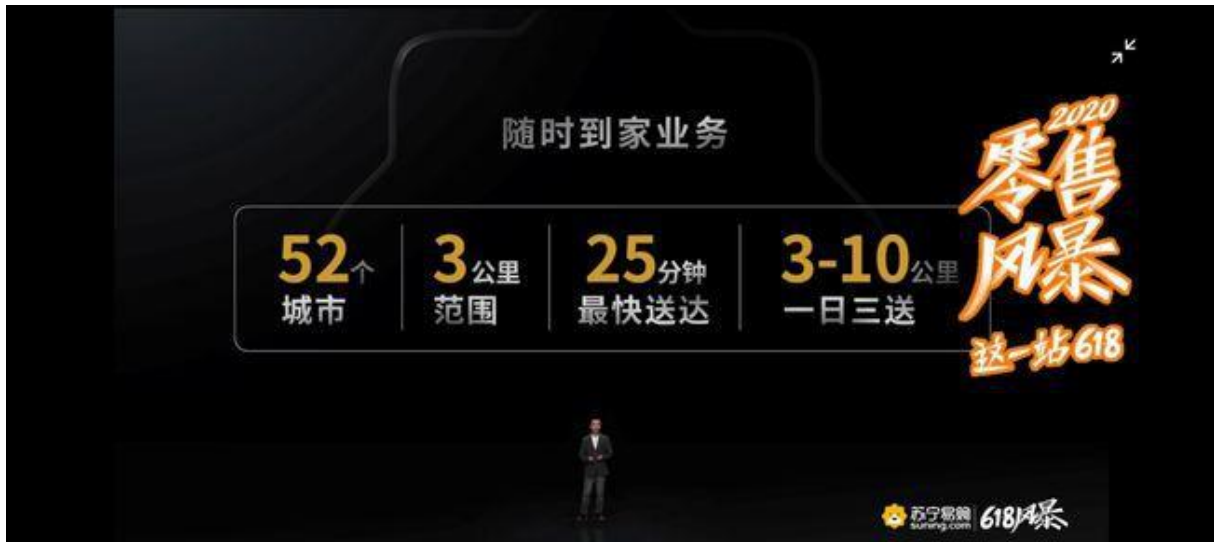 随时到家业务
52个
城市
3公里
范围
25分钟
最快送达
3-10公里
一日三送
2020
零售
风暴
这一站618
苏宁易购
suning.com
618风暴